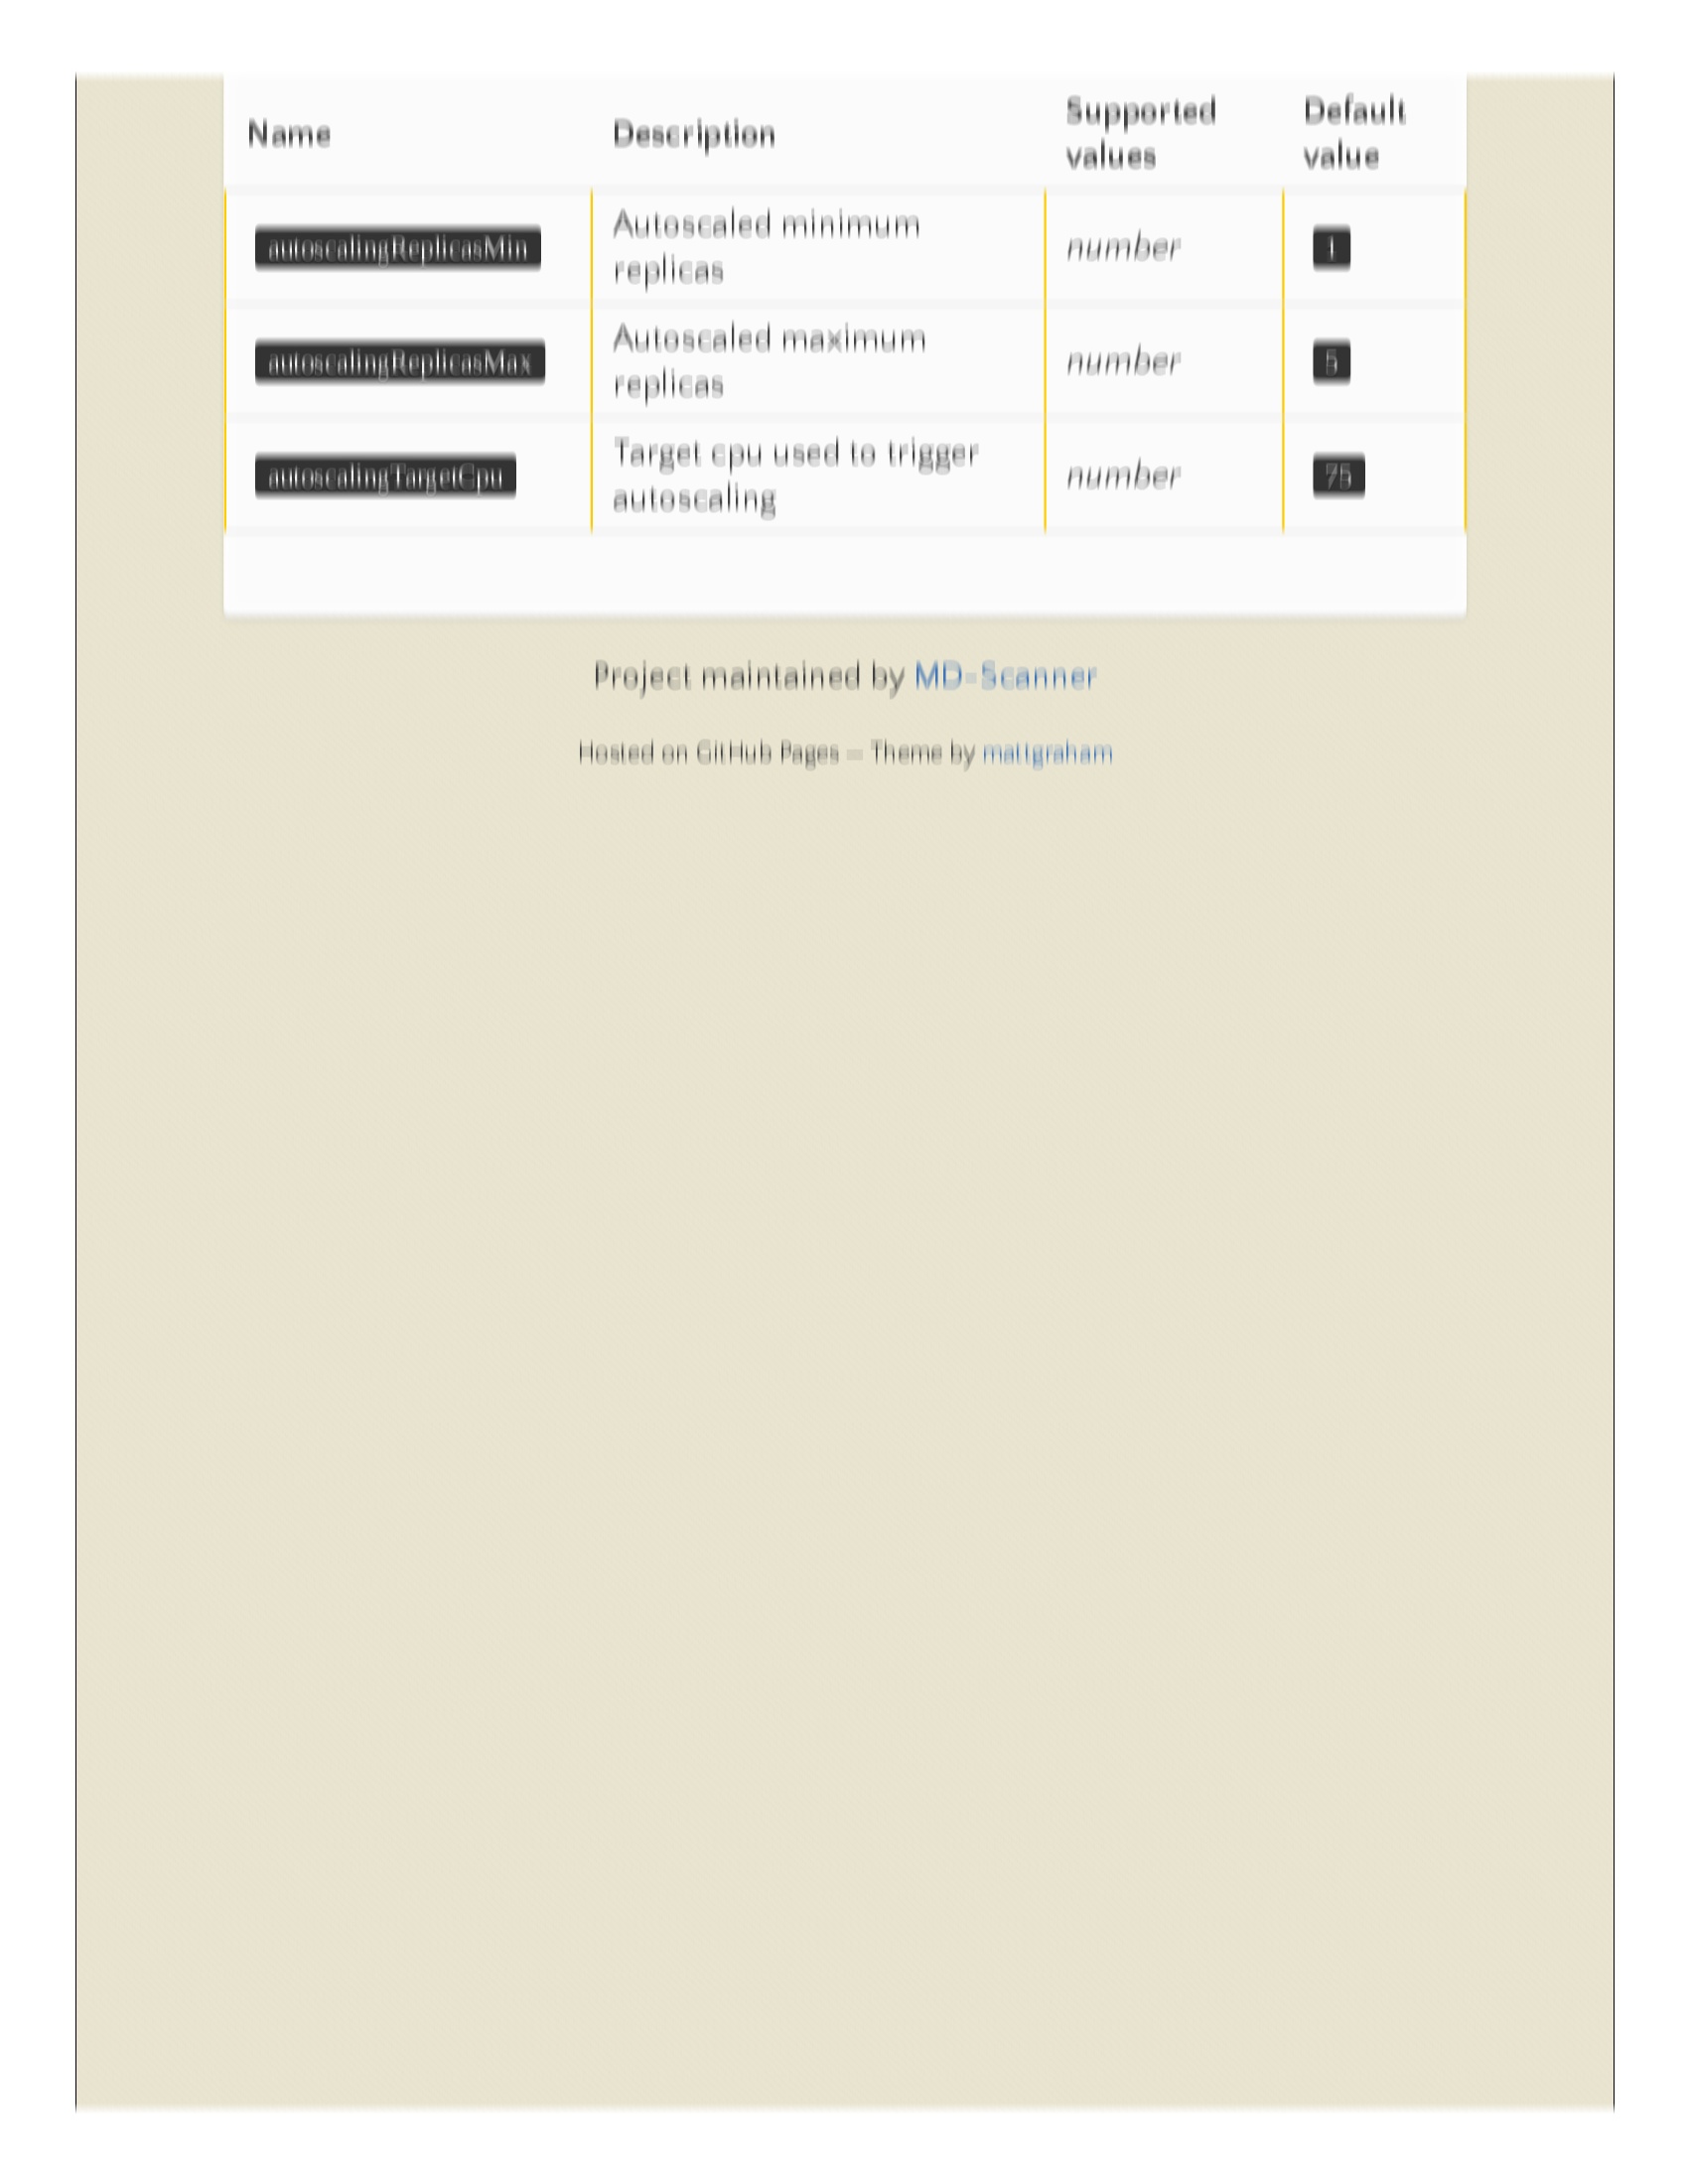 Name Description Supported values Default value
autoscalingReplicasMin Autoscaled minimum replicas number 1
autoscalingReplicasMax Autoscaled maximum replicas number 5
autoscalingTargetCpu Target cpu used to trigger autoscaling number 75
Project maintained by MD-Scanner
Hosted on GitHub Pages — Theme by mattgraham